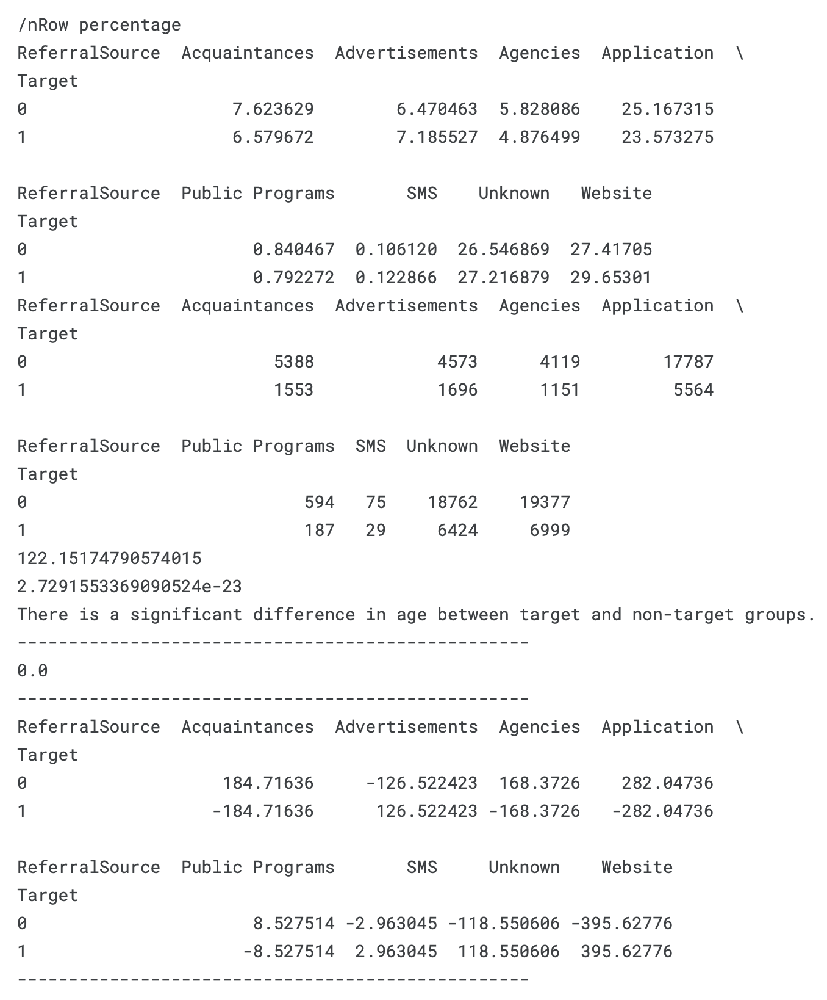 /nRow percentage
ReferralSource  Acquaintances  Advertisements  Agencies  Application  \
Target
0                    7.623629        6.470463  5.828086    25.167315
1                    6.579672        7.185527  4.876499    23.573275

ReferralSource  Public Programs       SMS    Unknown   Website
Target
0                      0.840467  0.106120  26.546869  27.41705
1                      0.792272  0.122866  27.216879  29.65301
ReferralSource  Acquaintances  Advertisements  Agencies  Application  \
Target
0                        5388            4573      4119        17787
1                        1553            1696      1151         5564

ReferralSource  Public Programs  SMS  Unknown  Website
Target
0                           594   75    18762    19377
1                           187   29     6424     6999
122.15174790574015
2.7291553369090524e-23
There is a significant difference in age between target and non-target groups.
--------------------------------------------------
0.0
--------------------------------------------------
ReferralSource  Acquaintances  Advertisements  Agencies  Application  \
Target
0                   184.71636     -126.522423  168.3726    282.04736
1                  -184.71636      126.522423 -168.3726   -282.04736

ReferralSource  Public Programs       SMS     Unknown    Website
Target
0                      8.527514 -2.963045 -118.550606 -395.62776
1                     -8.527514  2.963045  118.550606  395.62776
--------------------------------------------------